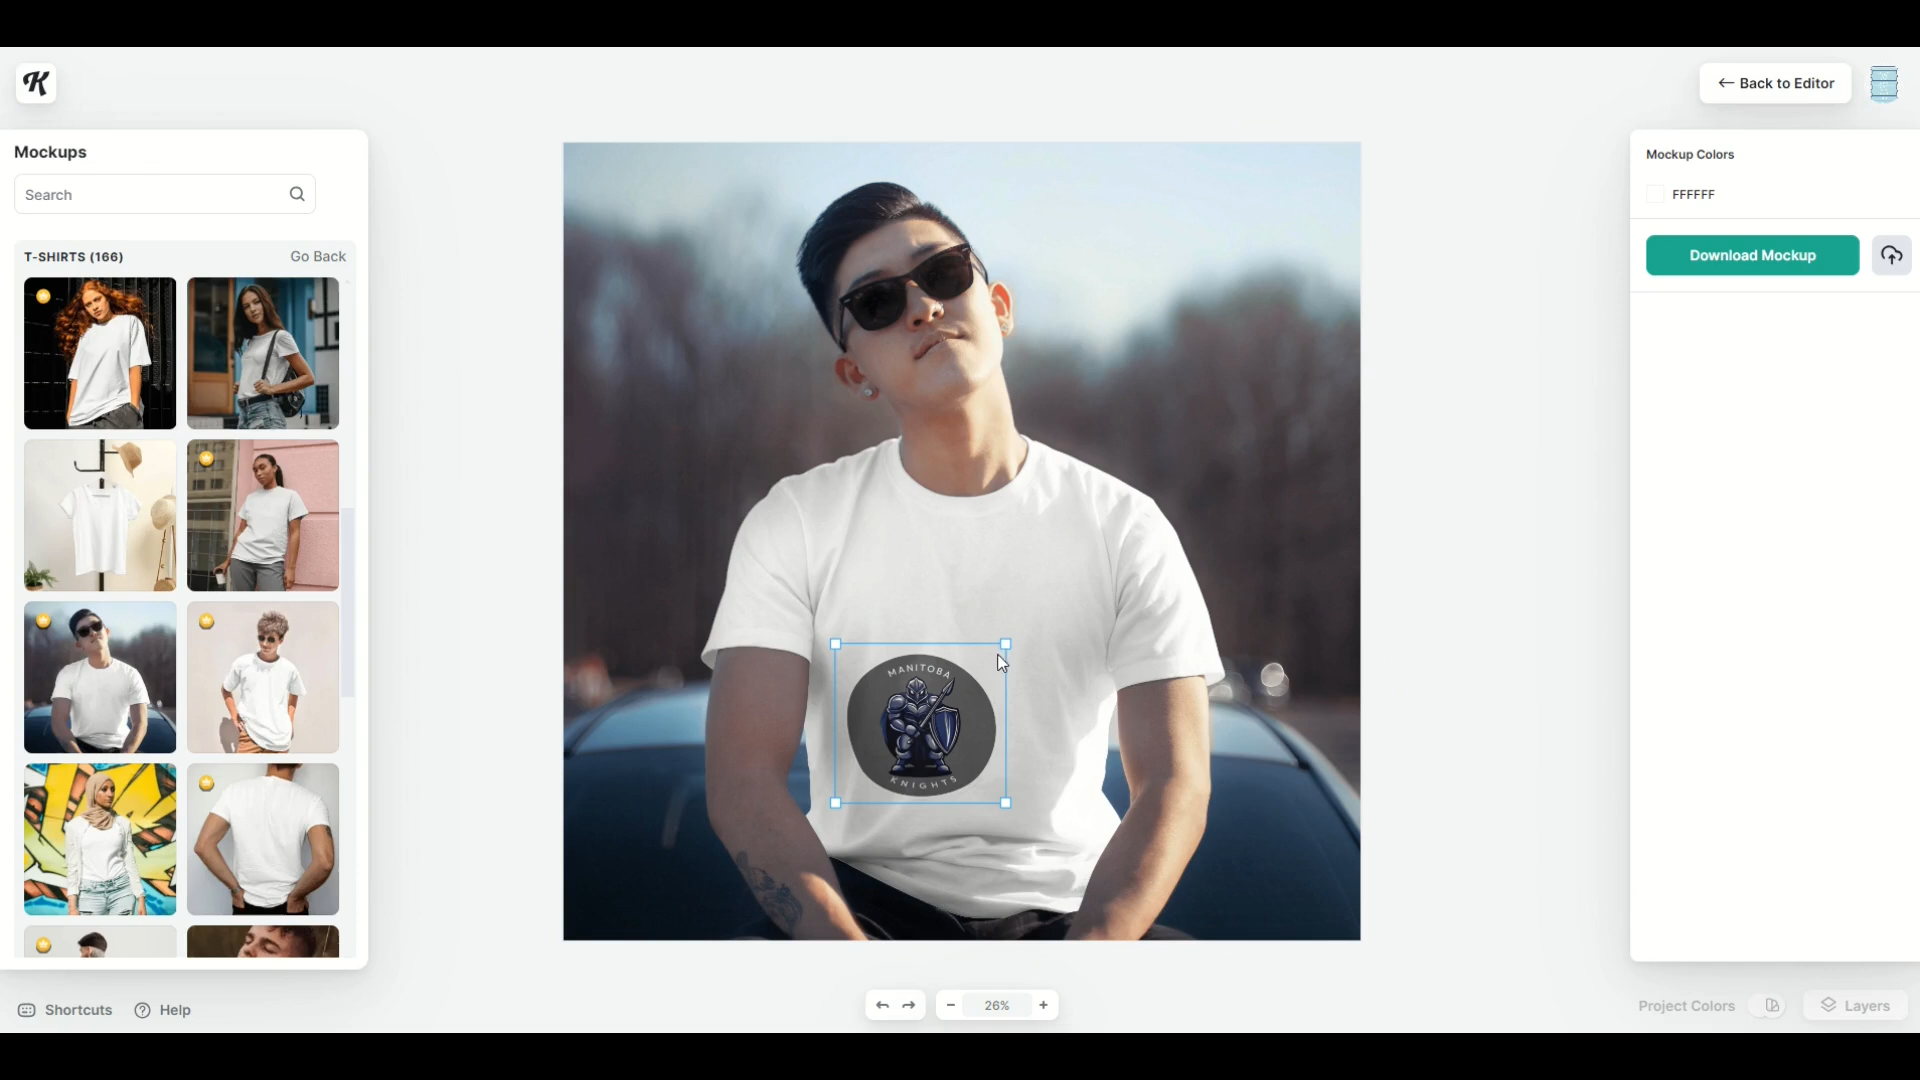 K
← Back to Editor
Mockups
Search
T-SHIRTS (166)
Go Back
Mockup Colors
FFFFFF
Download Mockup
MANITOBA
KNIGHTS
Shortcuts
Help
26%
Project Colors
Layers